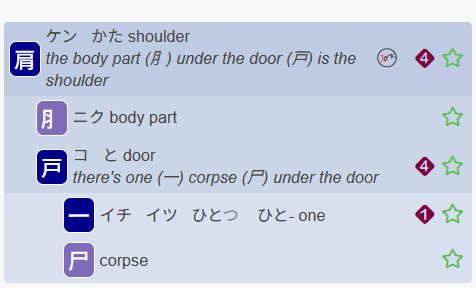 肩 ケン かた shoulder
the body part (⺼) under the door (戸) is the
shoulder
4
⺼ ニク body part
戸 コ と door
there's one (一) corpse (尸) under the door
4
一 イチ イツ ひとつ ひと- one
1
尸 corpse